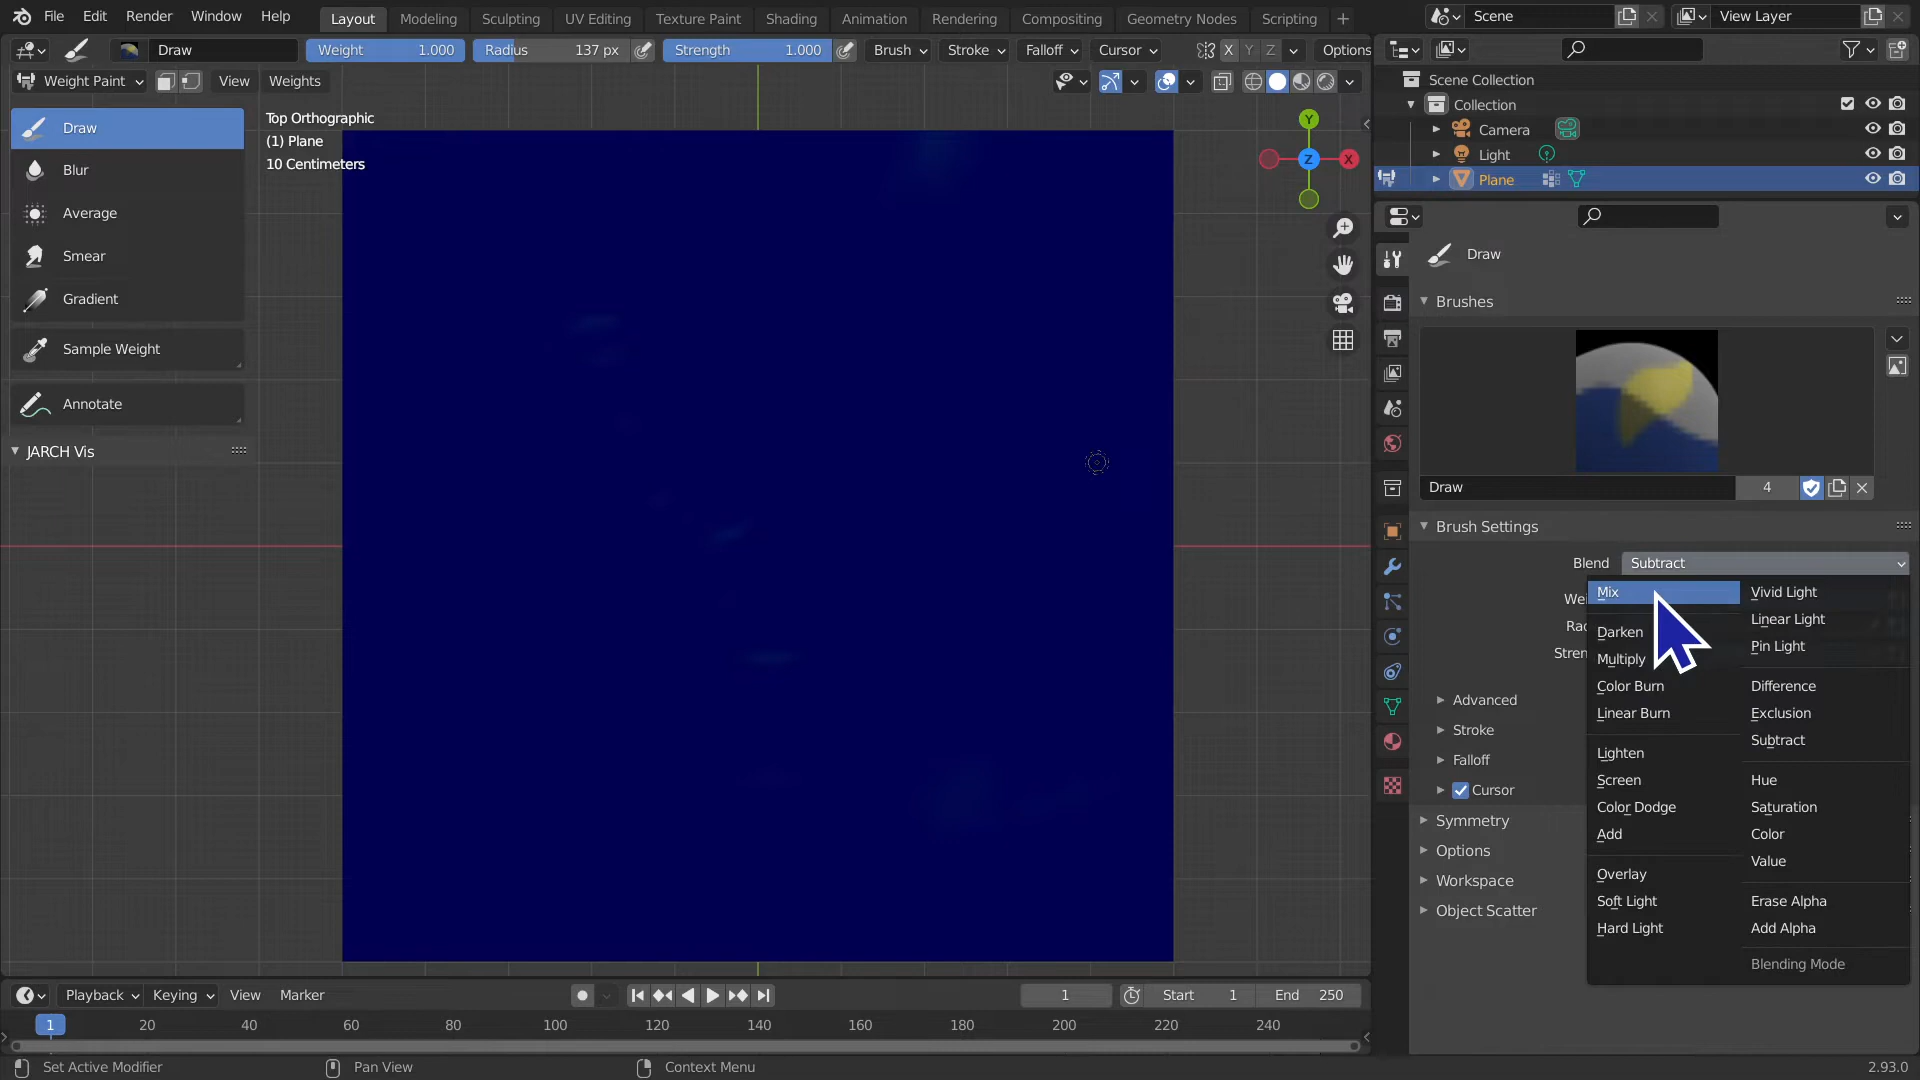 File Edit Render Window Help Layout Modeling Sculpting UV Editing Texture Paint Shading Animation Rendering Compositing Geometry Nodes Scripting Scene View Layer
Draw Weight 1.000 Radius 137 px Strength 1.000 Brush Stroke Falloff Cursor X Y Z Options
Weight Paint View Weights
Scene Collection
Collection
Camera
Light
Plane
Draw
Blur
Average
Smear
Gradient
Sample Weight
Annotate
JARCH Vis
Top Orthographic
(1) Plane
10 Centimeters
Y
Z X
Draw
Brushes
Draw 4
Brush Settings
Blend Subtract
Wei
Rad
Stren
Advanced
Stroke
Falloff
Cursor
Symmetry
Options
Workspace
Object Scatter
Mix
Darken
Multiply
Color Burn
Linear Burn
Lighten
Screen
Color Dodge
Add
Overlay
Soft Light
Hard Light
Vivid Light
Linear Light
Pin Light
Difference
Exclusion
Subtract
Hue
Saturation
Color
Value
Erase Alpha
Add Alpha
Blending Mode
Playback Keying View Marker 1 Start 1 End 250
1 20 40 60 80 100 120 140 160 180 200 220 240
Set Active Modifier Pan View Context Menu 2.93.0